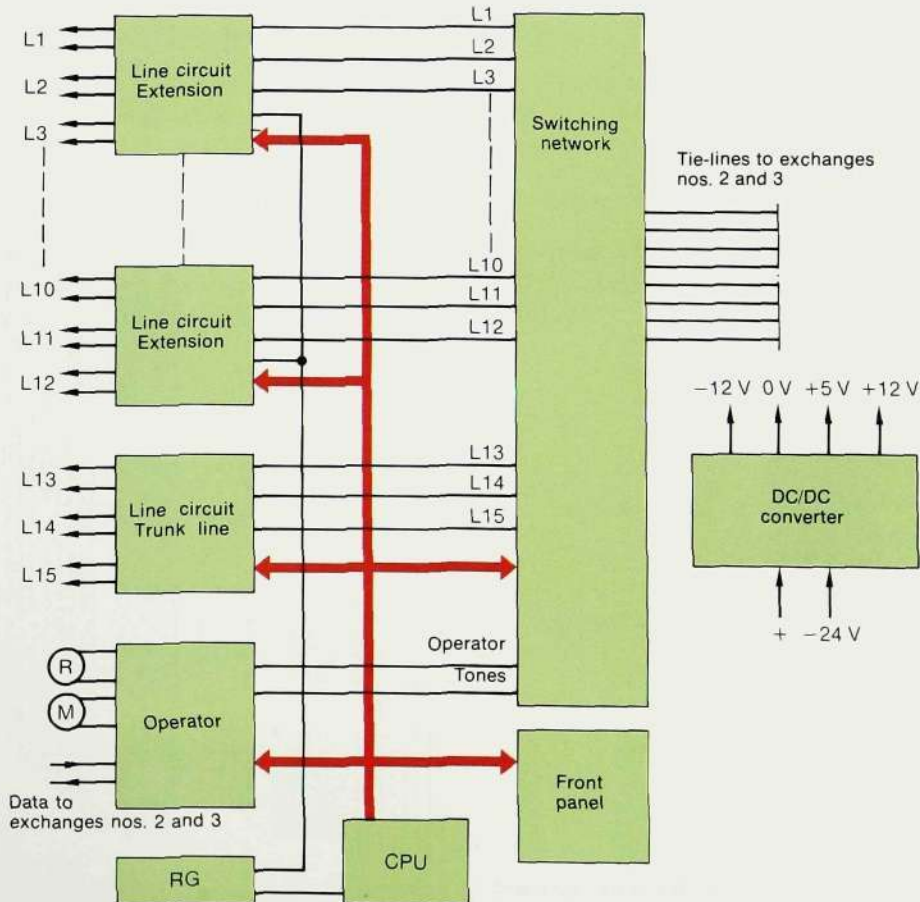 L1
L2
L3
Line circuit
Extension
L1
L2
L3
Switching
network
Tie-lines to exchanges
nos. 2 and 3
L10
L11
L12
Line circuit
Extension
L10
L11
L12
−12 V 0 V +5 V +12 V
DC/DC
converter
+ −24 V
L13
L14
L15
Line circuit
Trunk line
L13
L14
L15
R
M
Operator
Operator
Tones
Data to
exchanges nos. 2 and 3
Front
panel
RG
CPU